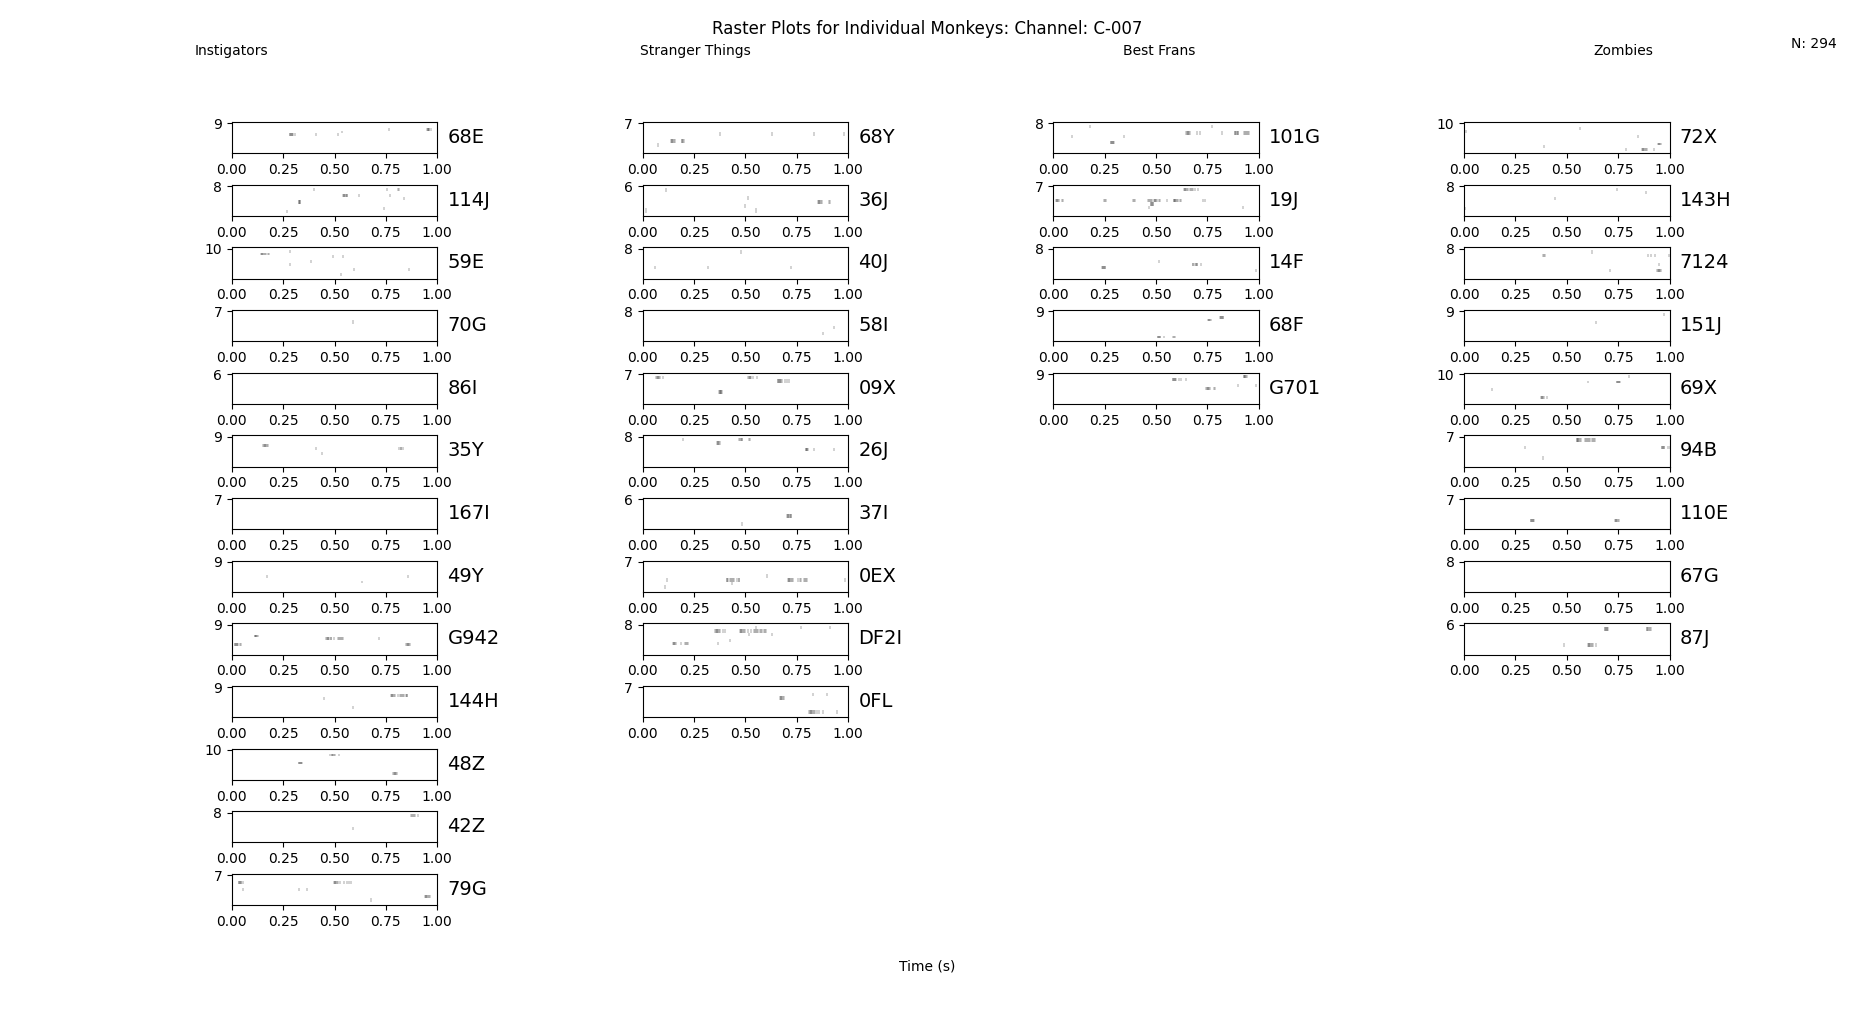 Raster Plots for Individual Monkeys: Channel: C-007
Instigators Stranger Things Best Frans Zombies N: 294
9 68E 7 68Y 8 101G 10 72X
0.00 0.25 0.50 0.75 1.00 0.00 0.25 0.50 0.75 1.00 0.00 0.25 0.50 0.75 1.00 0.00 0.25 0.50 0.75 1.00
8 114J 6 36J 7 19J 8 143H
0.00 0.25 0.50 0.75 1.00 0.00 0.25 0.50 0.75 1.00 0.00 0.25 0.50 0.75 1.00 0.00 0.25 0.50 0.75 1.00
10 59E 8 40J 8 14F 8 7124
0.00 0.25 0.50 0.75 1.00 0.00 0.25 0.50 0.75 1.00 0.00 0.25 0.50 0.75 1.00 0.00 0.25 0.50 0.75 1.00
7 70G 8 58I 9 68F 9 151J
0.00 0.25 0.50 0.75 1.00 0.00 0.25 0.50 0.75 1.00 0.00 0.25 0.50 0.75 1.00 0.00 0.25 0.50 0.75 1.00
6 86I 7 09X 9 G701 10 69X
0.00 0.25 0.50 0.75 1.00 0.00 0.25 0.50 0.75 1.00 0.00 0.25 0.50 0.75 1.00 0.00 0.25 0.50 0.75 1.00
9 35Y 8 26J 7 94B
0.00 0.25 0.50 0.75 1.00 0.00 0.25 0.50 0.75 1.00 0.00 0.25 0.50 0.75 1.00
7 167I 6 37I 7 110E
0.00 0.25 0.50 0.75 1.00 0.00 0.25 0.50 0.75 1.00 0.00 0.25 0.50 0.75 1.00
9 49Y 7 0EX 8 67G
0.00 0.25 0.50 0.75 1.00 0.00 0.25 0.50 0.75 1.00 0.00 0.25 0.50 0.75 1.00
9 G942 8 DF2I 6 87J
0.00 0.25 0.50 0.75 1.00 0.00 0.25 0.50 0.75 1.00 0.00 0.25 0.50 0.75 1.00
9 144H 7 0FL
0.00 0.25 0.50 0.75 1.00 0.00 0.25 0.50 0.75 1.00
10 48Z
0.00 0.25 0.50 0.75 1.00
8 42Z
0.00 0.25 0.50 0.75 1.00
7 79G
0.00 0.25 0.50 0.75 1.00
Time (s)